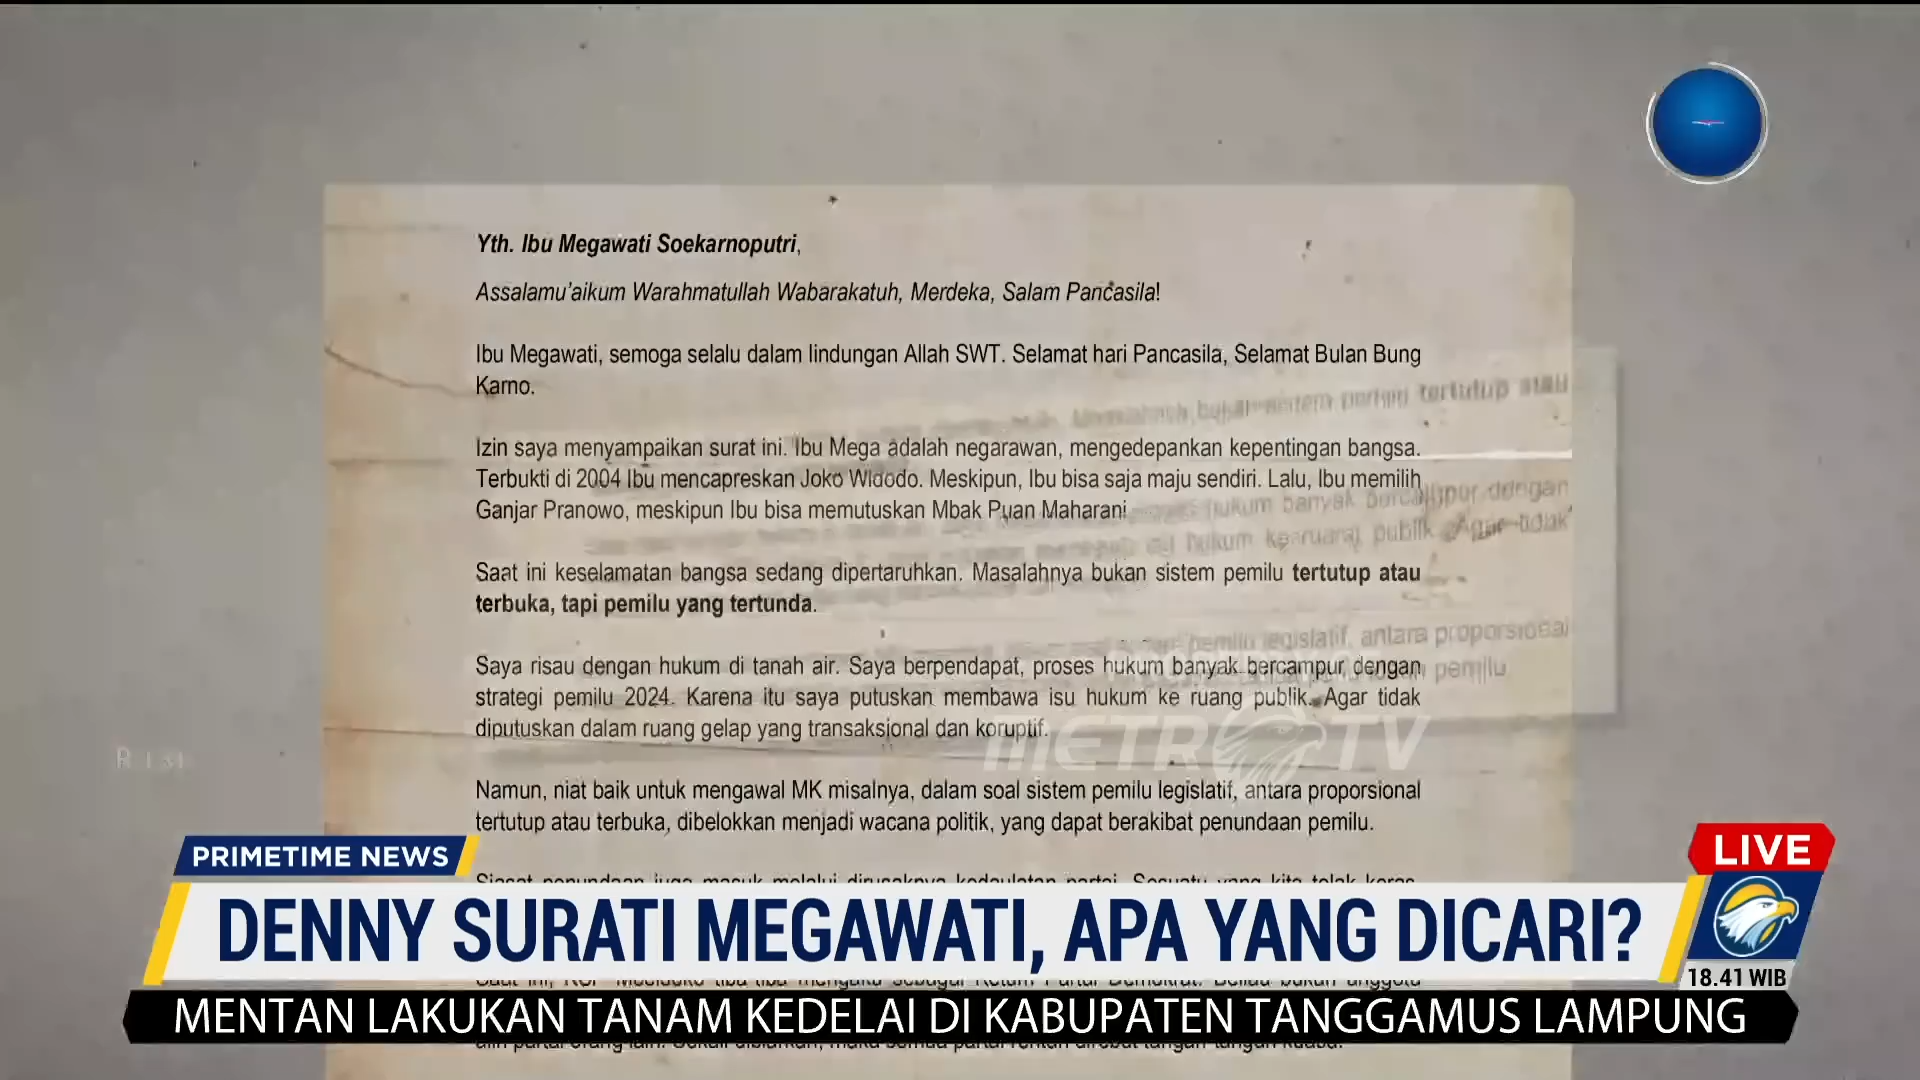 Yth. Ibu Megawati Soekarnoputri,
Assalamu'aikum Warahmatullah Wabarakatuh, Merdeka, Salam Pancasila!
Ibu Megawati, semoga selalu dalam lindungan Allah SWT. Selamat hari Pancasila, Selamat Bulan Bung
Karno.
Izin saya menyampaikan surat ini. Ibu Mega adalah negarawan, mengedepankan kepentingan bangsa.
Terbukti di 2004 Ibu mencapreskan Joko Widodo. Meskipun, Ibu bisa saja maju sendiri. Lalu, Ibu memilih
Ganjar Pranowo, meskipun Ibu bisa memutuskan Mbak Puan Maharani
Saat ini keselamatan bangsa sedang dipertaruhkan. Masalahnya bukan sistem pemilu tertutup atau
terbuka, tapi pemilu yang tertunda.
Saya risau dengan hukum di tanah air. Saya berpendapat, proses hukum banyak bercampur dengan
strategi pemilu 2024. Karena itu saya putuskan membawa isu hukum ke ruang publik. Agar tidak
diputuskan dalam ruang gelap yang transaksional dan koruptif.
METRO TV
Namun, niat baik untuk mengawal MK misalnya, dalam soal sistem pemilu legislatif, antara proporsional
tertutup atau terbuka, dibelokkan menjadi wacana politik, yang dapat berakibat penundaan pemilu.
PRIMETIME NEWS
LIVE
DENNY SURATI MEGAWATI, APA YANG DICARI?
18.41 WIB
MENTAN LAKUKAN TANAM KEDELAI DI KABUPATEN TANGGAMUS LAMPUNG